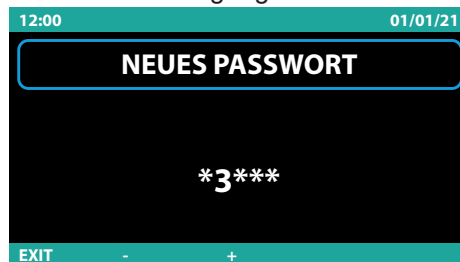 12:00 01/01/21
NEUES PASSWORT
*3***
EXIT - +